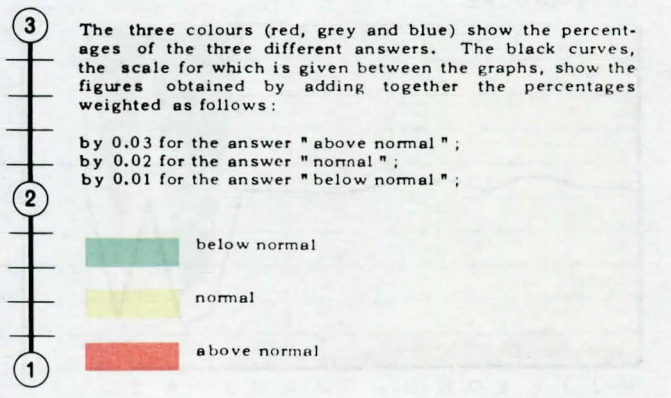 3
The three colours (red, grey and blue) show the percent-
ages of the three different answers. The black curves,
the scale for which is given between the graphs, show the
figures obtained by adding together the percentages
weighted as follows :
by 0.03 for the answer " above normal " ;
by 0.02 for the answer " normal " ;
by 0.01 for the answer " below normal " ;
2
below normal
normal
above normal
1